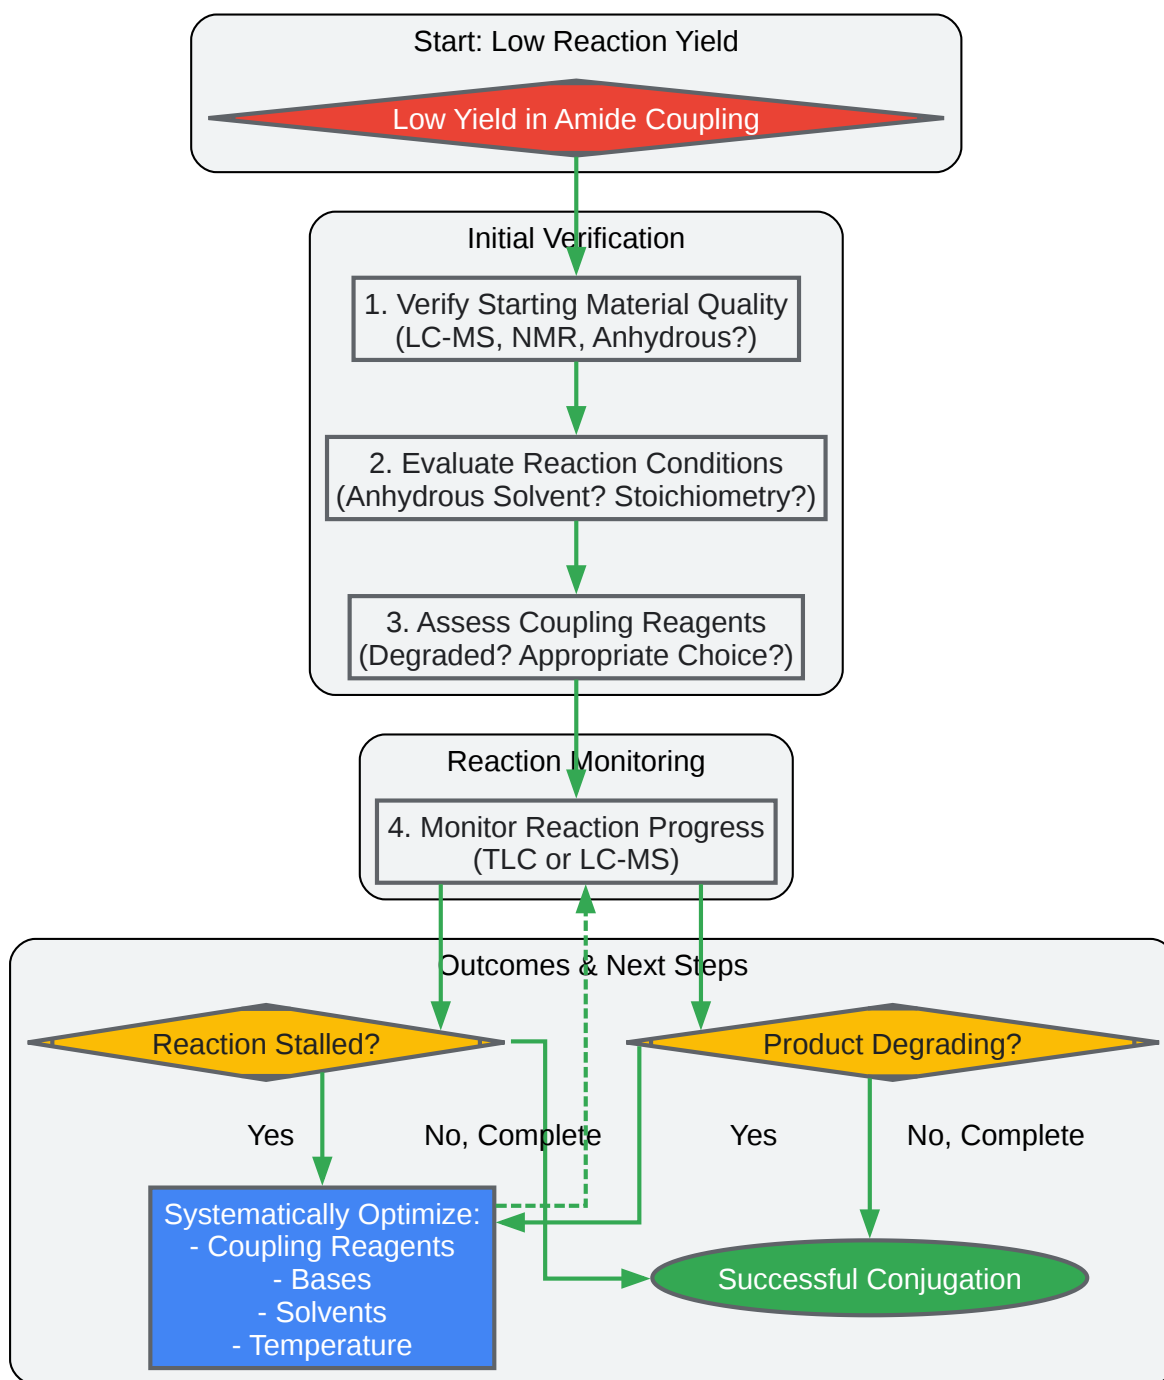 Start: Low Reaction Yield
Low Yield in Amide Coupling
Initial Verification
1. Verify Starting Material Quality
(LC-MS, NMR, Anhydrous?)
2. Evaluate Reaction Conditions
(Anhydrous Solvent? Stoichiometry?)
3. Assess Coupling Reagents
(Degraded? Appropriate Choice?)
Reaction Monitoring
4. Monitor Reaction Progress
(TLC or LC-MS)
Outcomes & Next Steps
Reaction Stalled?
Product Degrading?
Yes
No, Complete
Yes
No, Complete
Systematically Optimize:
- Coupling Reagents
- Bases
- Solvents
- Temperature
Successful Conjugation